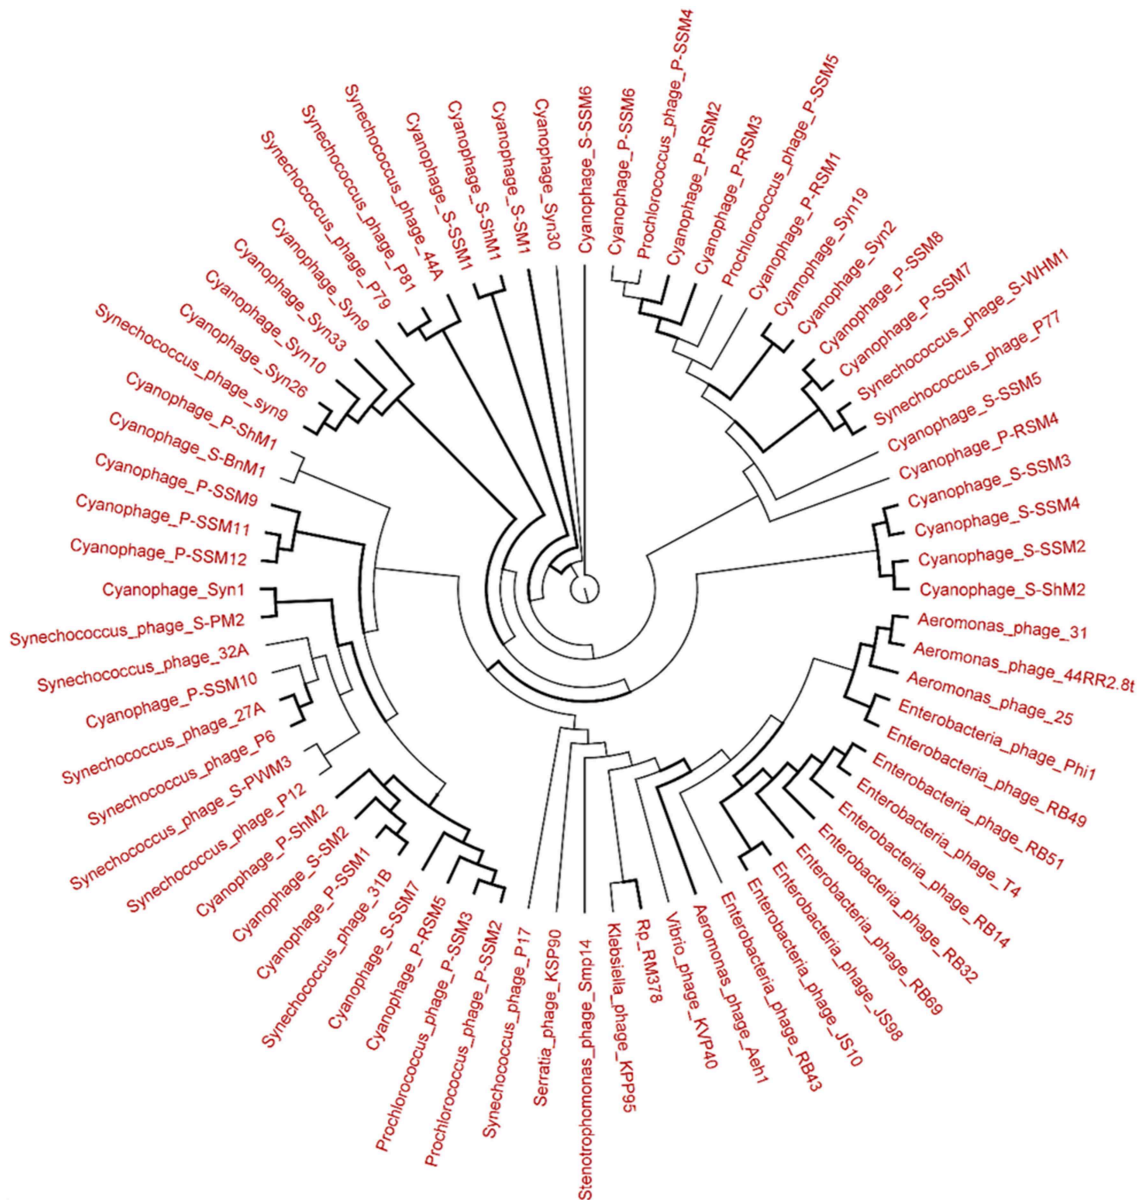 Cyanophage_S-SSM6
Cyanophage_P-SSM6
Prochlorococcus_phage_P-SSM4
Cyanophage_P-RSM2
Cyanophage_P-RSM3
Prochlorococcus_phage_P-SSM5
Cyanophage_P-RSM1
Cyanophage_Syn19
Cyanophage_Syn2
Cyanophage_P-SSM8
Cyanophage_P-SSM7
Synechococcus_phage_S-WHM1
Synechococcus_phage_P77
Cyanophage_S-SSM5
Cyanophage_P-RSM4
Cyanophage_S-SSM3
Cyanophage_S-SSM4
Cyanophage_S-SSM2
Cyanophage_S-ShM2
Aeromonas_phage_31
Aeromonas_phage_44RR2.8t
Aeromonas_phage_25
Enterobacteria_phage_Phi1
Enterobacteria_phage_RB49
Enterobacteria_phage_RB51
Enterobacteria_phage_T4
Enterobacteria_phage_RB14
Enterobacteria_phage_RB32
Enterobacteria_phage_RB69
Enterobacteria_phage_JS98
Enterobacteria_phage_JS10
Enterobacteria_phage_RB43
Aeromonas_phage_Aeh1
Vibrio_phage_KVP40
Rp_RM378
Klebsiella_phage_KPP95
Stenotrophomonas_phage_Smp14
Serratia_phage_KSP90
Synechococcus_phage_P17
Prochlorococcus_phage_P-SSM2
Prochlorococcus_phage_P-SSM3
Cyanophage_P-RSM5
Cyanophage_S-SSM7
Synechococcus_phage_31B
Cyanophage_P-SSM1
Cyanophage_S-SM2
Cyanophage_P-ShM2
Synechococcus_phage_P12
Synechococcus_phage_S-PWM3
Synechococcus_phage_P6
Synechococcus_phage_27A
Cyanophage_P-SSM10
Synechococcus_phage_32A
Synechococcus_phage_S-PM2
Cyanophage_Syn1
Cyanophage_P-SSM12
Cyanophage_P-SSM11
Cyanophage_P-SSM9
Cyanophage_S-BnM1
Cyanophage_P-ShM1
Synechococcus_phage_syn9
Cyanophage_Syn26
Cyanophage_Syn10
Cyanophage_Syn33
Cyanophage_Syn9
Synechococcus_phage_P79
Synechococcus_phage_P81
Synechococcus_phage_44A
Cyanophage_S-SSM1
Cyanophage_S-ShM1
Cyanophage_S-SM1
Cyanophage_Syn30